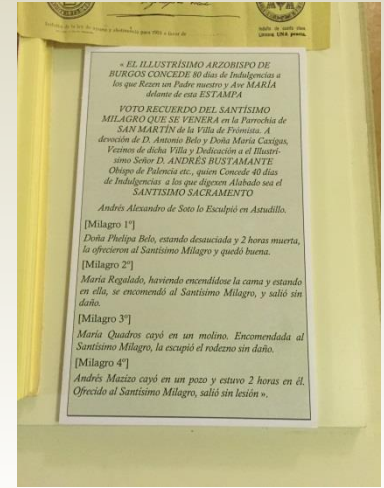 « EL ILLUSTRÍSIMO ARZOBISPO DE
BURGOS CONCEDE 80 días de Indulgencias a
los que Rezen un Padre nuestro y Ave MARÍA
delante de esta ESTAMPA
VOTO RECUERDO DEL SANTÍSIMO
MILAGRO QUE SE VENERA en la Parrochia de
SAN MARTÍN de la Villa de Frómista. A
devoción de D. Antonio Belo y Doña María Caxigas,
Vezinos de dicha Villa y Dedicación a el Illustrí-
simo Señor D. ANDRÉS BUSTAMANTE
Obispo de Palencia etc., quien Concede 40 días
de Indulgencias a los que digexen Alabado sea el
SANTISIMO SACRAMENTO
Andrés Alexandro de Soto lo Esculpió en Astudillo.
[Milagro 1º]
Doña Phelipa Belo, estando desauciada y 2 horas muerta,
la ofrecieron al Santísimo Milagro y quedó buena.
[Milagro 2º]
María Regalado, haviendo encendídose la cama y estando
en ella, se encomendó al Santísimo Milagro, y salió sin
daño.
[Milagro 3º]
María Quadros cayó en un molino. Encomendada al
Santísimo Milagro, la escupió el rodezno sin daño.
[Milagro 4º]
Andrés Mazizo cayó en un pozo y estuvo 2 horas en él.
Ofrecido al Santísimo Milagro, salió sin lesión ».